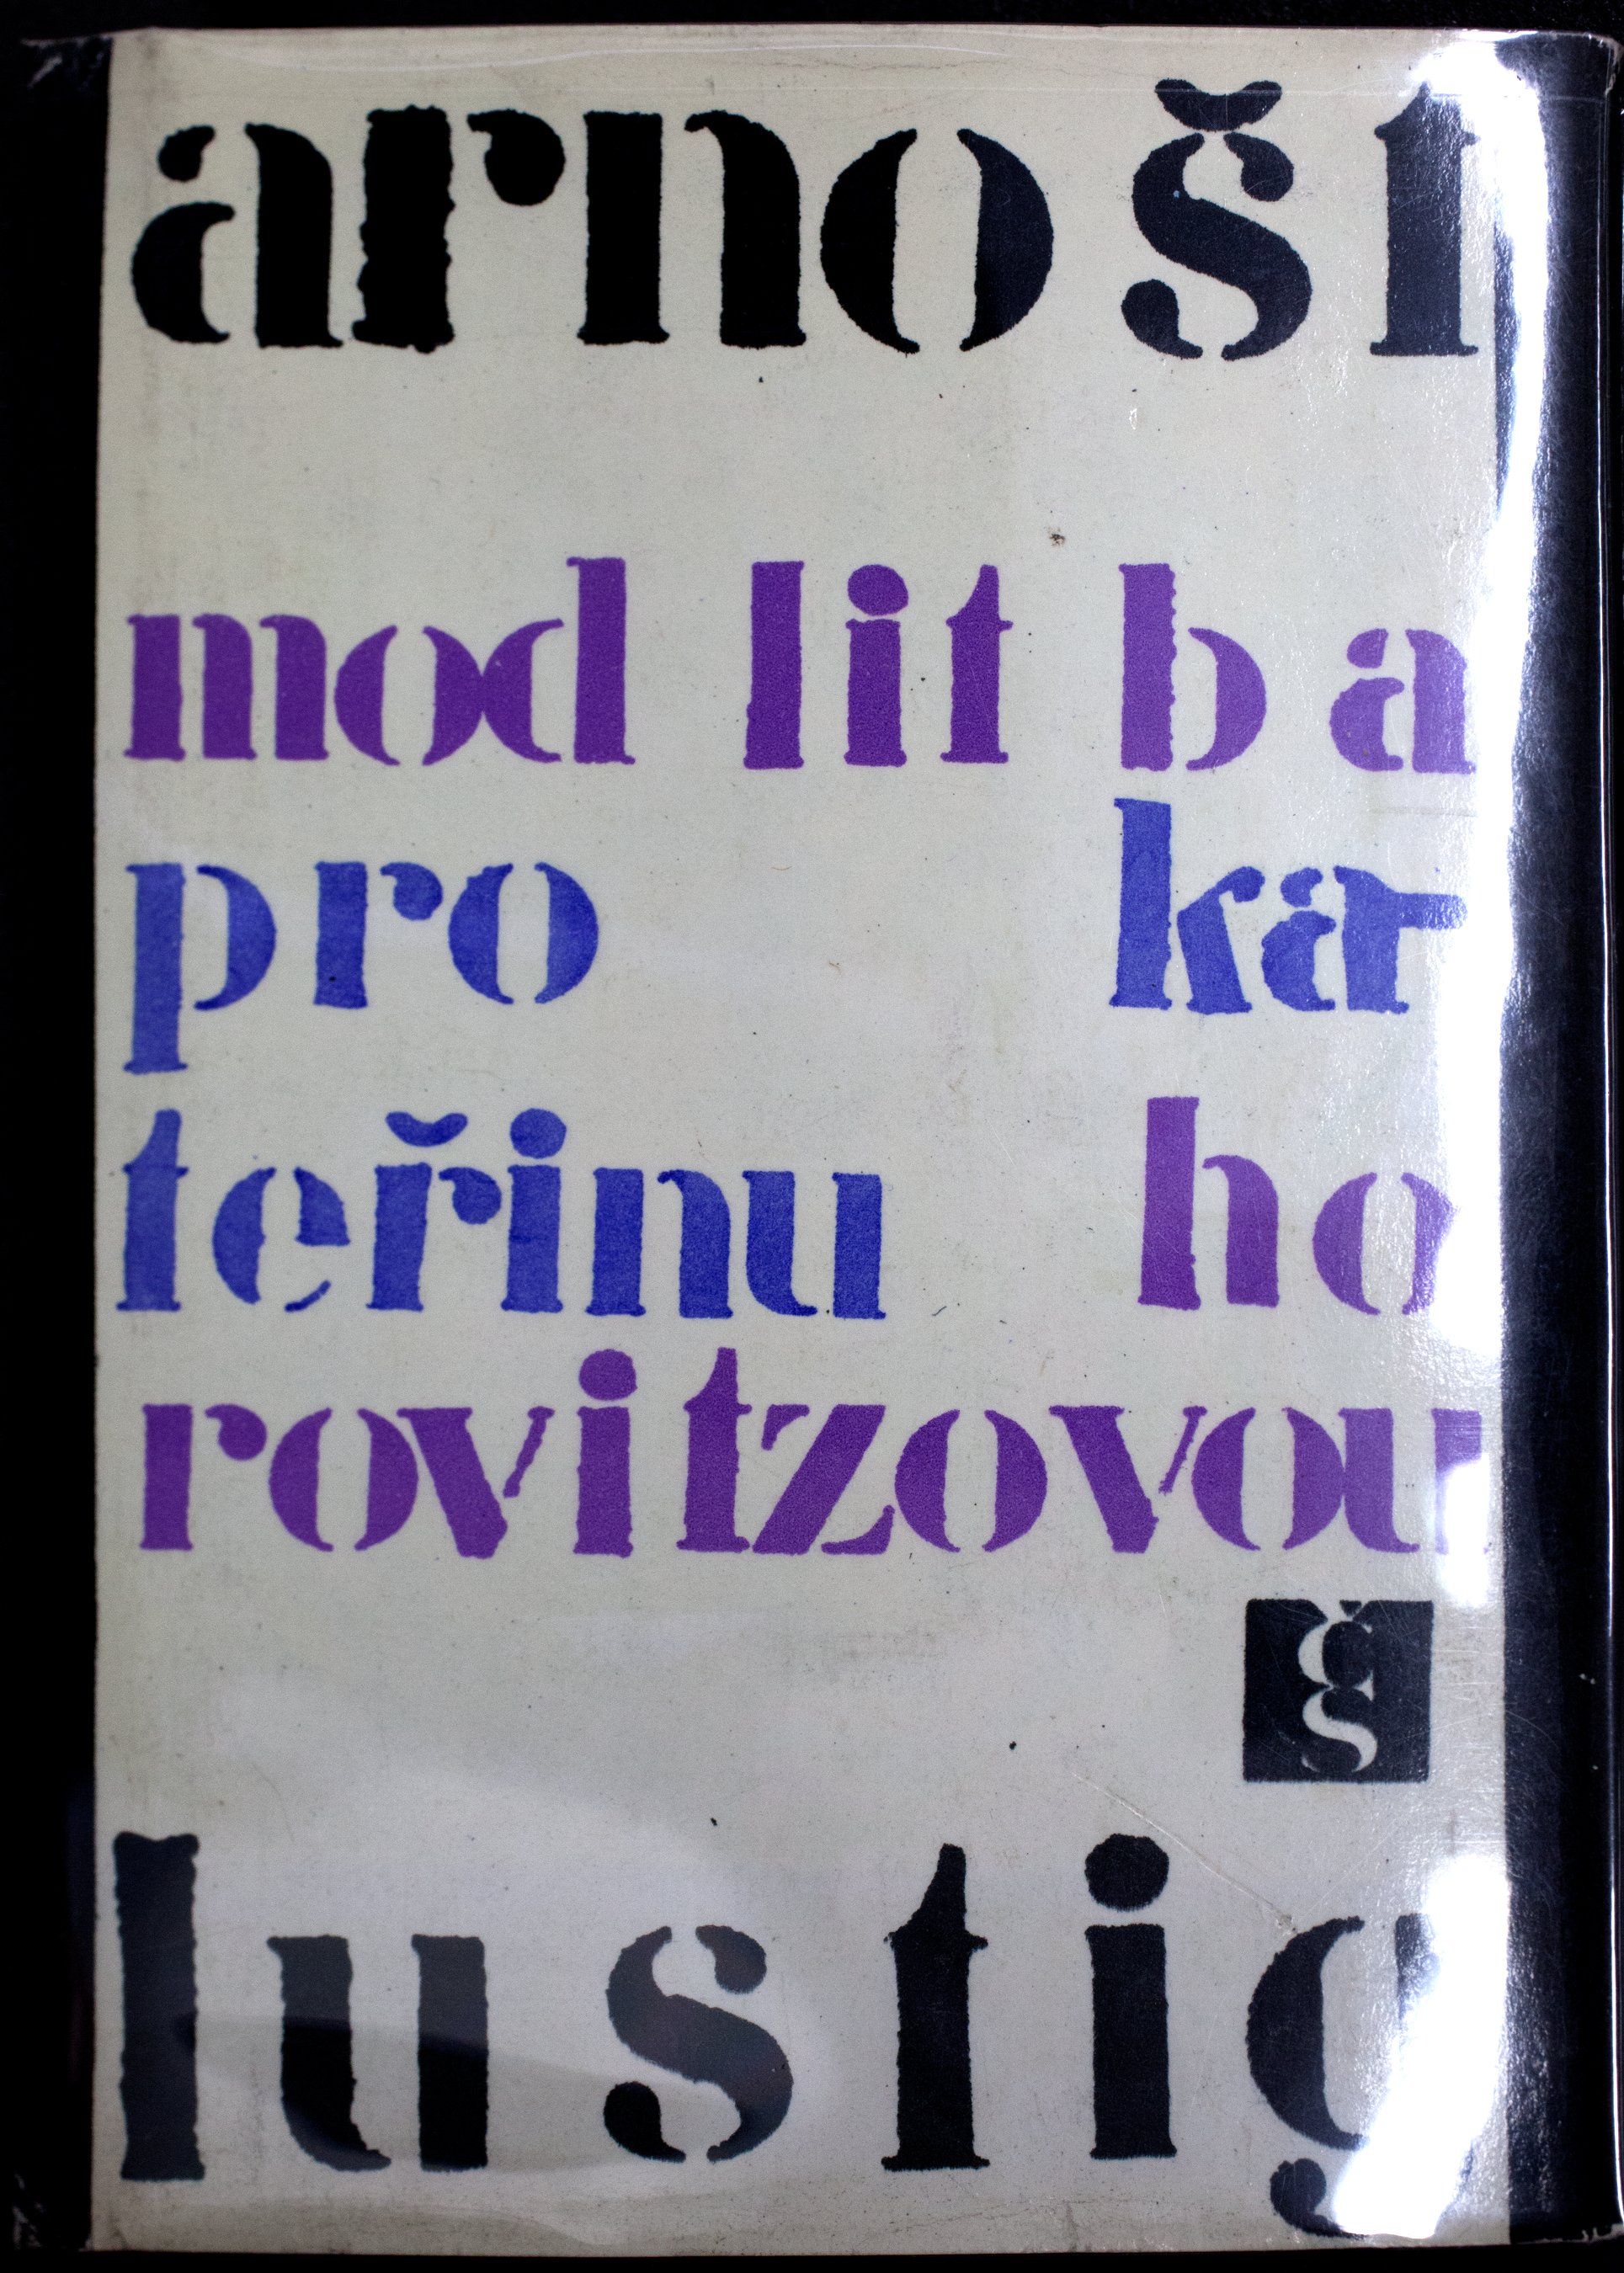 arnošt
modlitba
pro ka-
teřinu ho
rovitzovou
čs
lustig